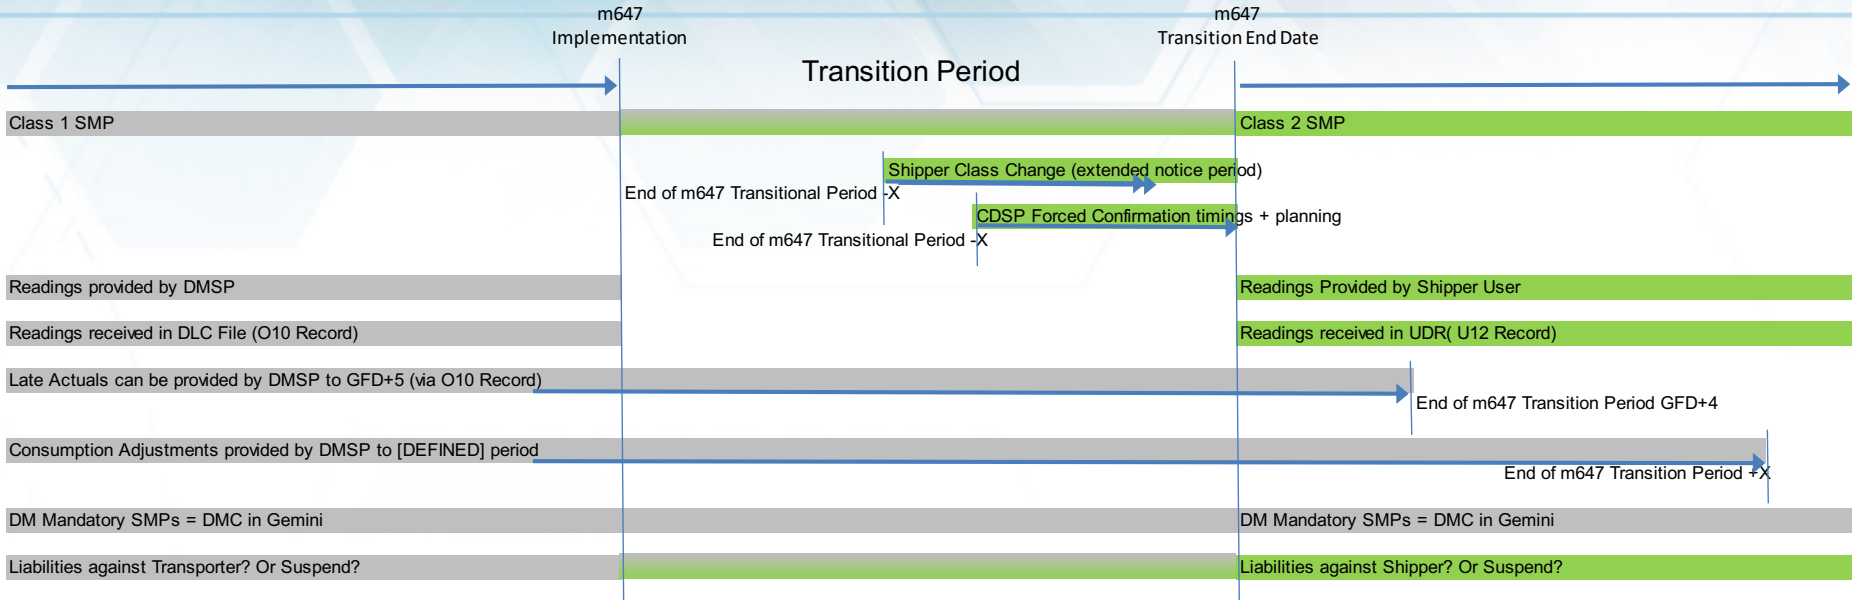 m647
Implementation
m647
Transition End Date
Transition Period
Class 1 SMP
Class 2 SMP
Shipper Class Change (extended notice period)
End of m647 Transitional Period -X
CDSP Forced Confirmation timings + planning
End of m647 Transitional Period -X
Readings provided by DMSP
Readings Provided by Shipper User
Readings received in DLC File (O10 Record)
Readings received in UDR( U12 Record)
Late Actuals can be provided by DMSP to GFD+5 (via O10 Record)
End of m647 Transition Period GFD+4
Consumption Adjustments provided by DMSP to [DEFINED] period
End of m647 Transition Period +X
DM Mandatory SMPs = DMC in Gemini
DM Mandatory SMPs = DMC in Gemini
Liabilities against Transporter? Or Suspend?
Liabilities against Shipper? Or Suspend?